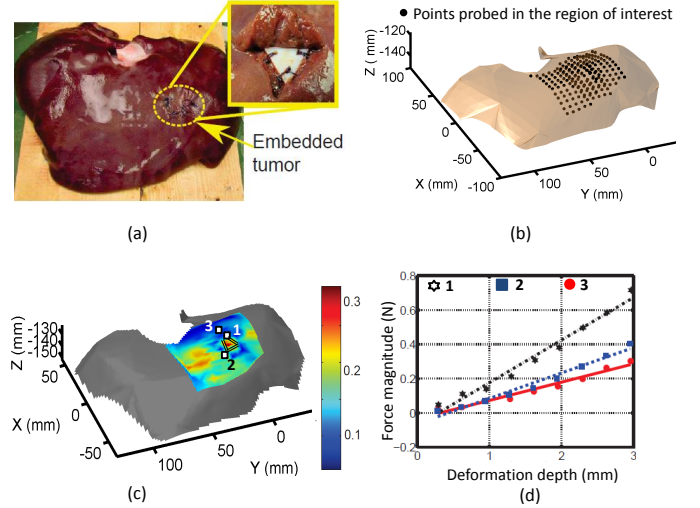 Embedded
tumor
(a)
Points probed in the region of interest
Z ( mm)
-120
-140
100
50
0
-50
-100
X (mm)
100
50
0
Y (mm)
(b)
Z (mm)
-130
-140
-150
50
0
-50
X (mm)
100
50
0
Y (mm)
3
1
2
0.3
0.2
0.1
(c)
Force magnitude (N)
0.8
0.6
0.4
0.2
0
-0.2
1
2
3
0
1
2
3
Deformation depth (mm)
(d)